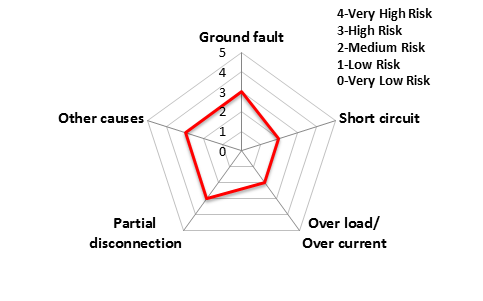 4-Very High Risk
3-High Risk
2-Medium Risk
1-Low Risk
0-Very Low Risk
Ground fault
5
4
3
2
1
0
Other causes
Short circuit
Partial
disconnection
Over load/
Over current